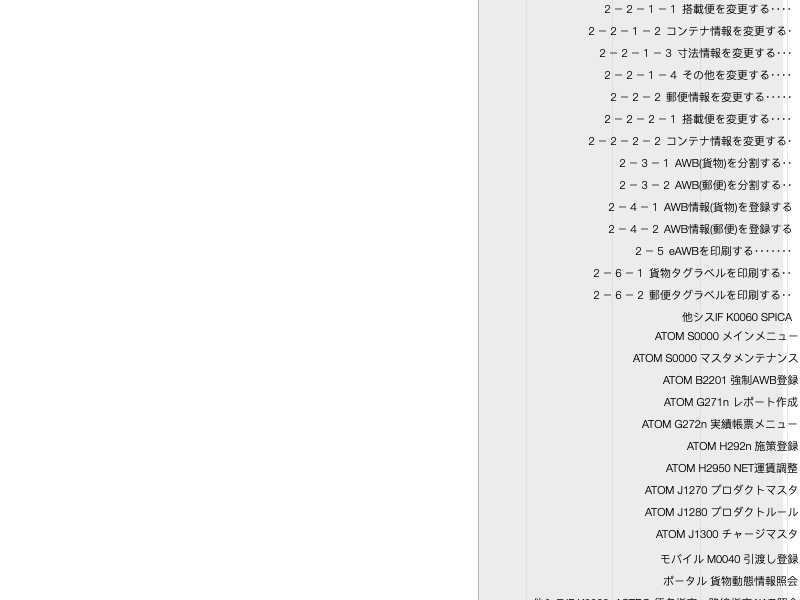 2－2－1－1 搭載便を変更する････
2－2－1－2 コンテナ情報を変更する･
2－2－1－3 寸法情報を変更する･･･
2－2－1－4 その他を変更する････
2－2－2 郵便情報を変更する･････
2－2－2－1 搭載便を変更する････
2－2－2－2 コンテナ情報を変更する･
2－3－1 AWB(貨物)を分割する･･
2－3－2 AWB(郵便)を分割する･･
2－4－1 AWB情報(貨物)を登録する
2－4－2 AWB情報(郵便)を登録する
2－5 eAWBを印刷する･･･････
2－6－1 貨物タグラベルを印刷する･･
2－6－2 郵便タグラベルを印刷する･･
他シスIF K0060 SPICA
ATOM S0000 メインメニュー
ATOM S0000 マスタメンテナンス
ATOM B2201 強制AWB登録
ATOM G271n レポート作成
ATOM G272n 実績帳票メニュー
ATOM H292n 施策登録
ATOM H2950 NET運賃調整
ATOM J1270 プロダクトマスタ
ATOM J1280 プロダクトルール
ATOM J1300 チャージマスタ
モバイル M0040 引渡し登録
ポータル 貨物動態情報照会